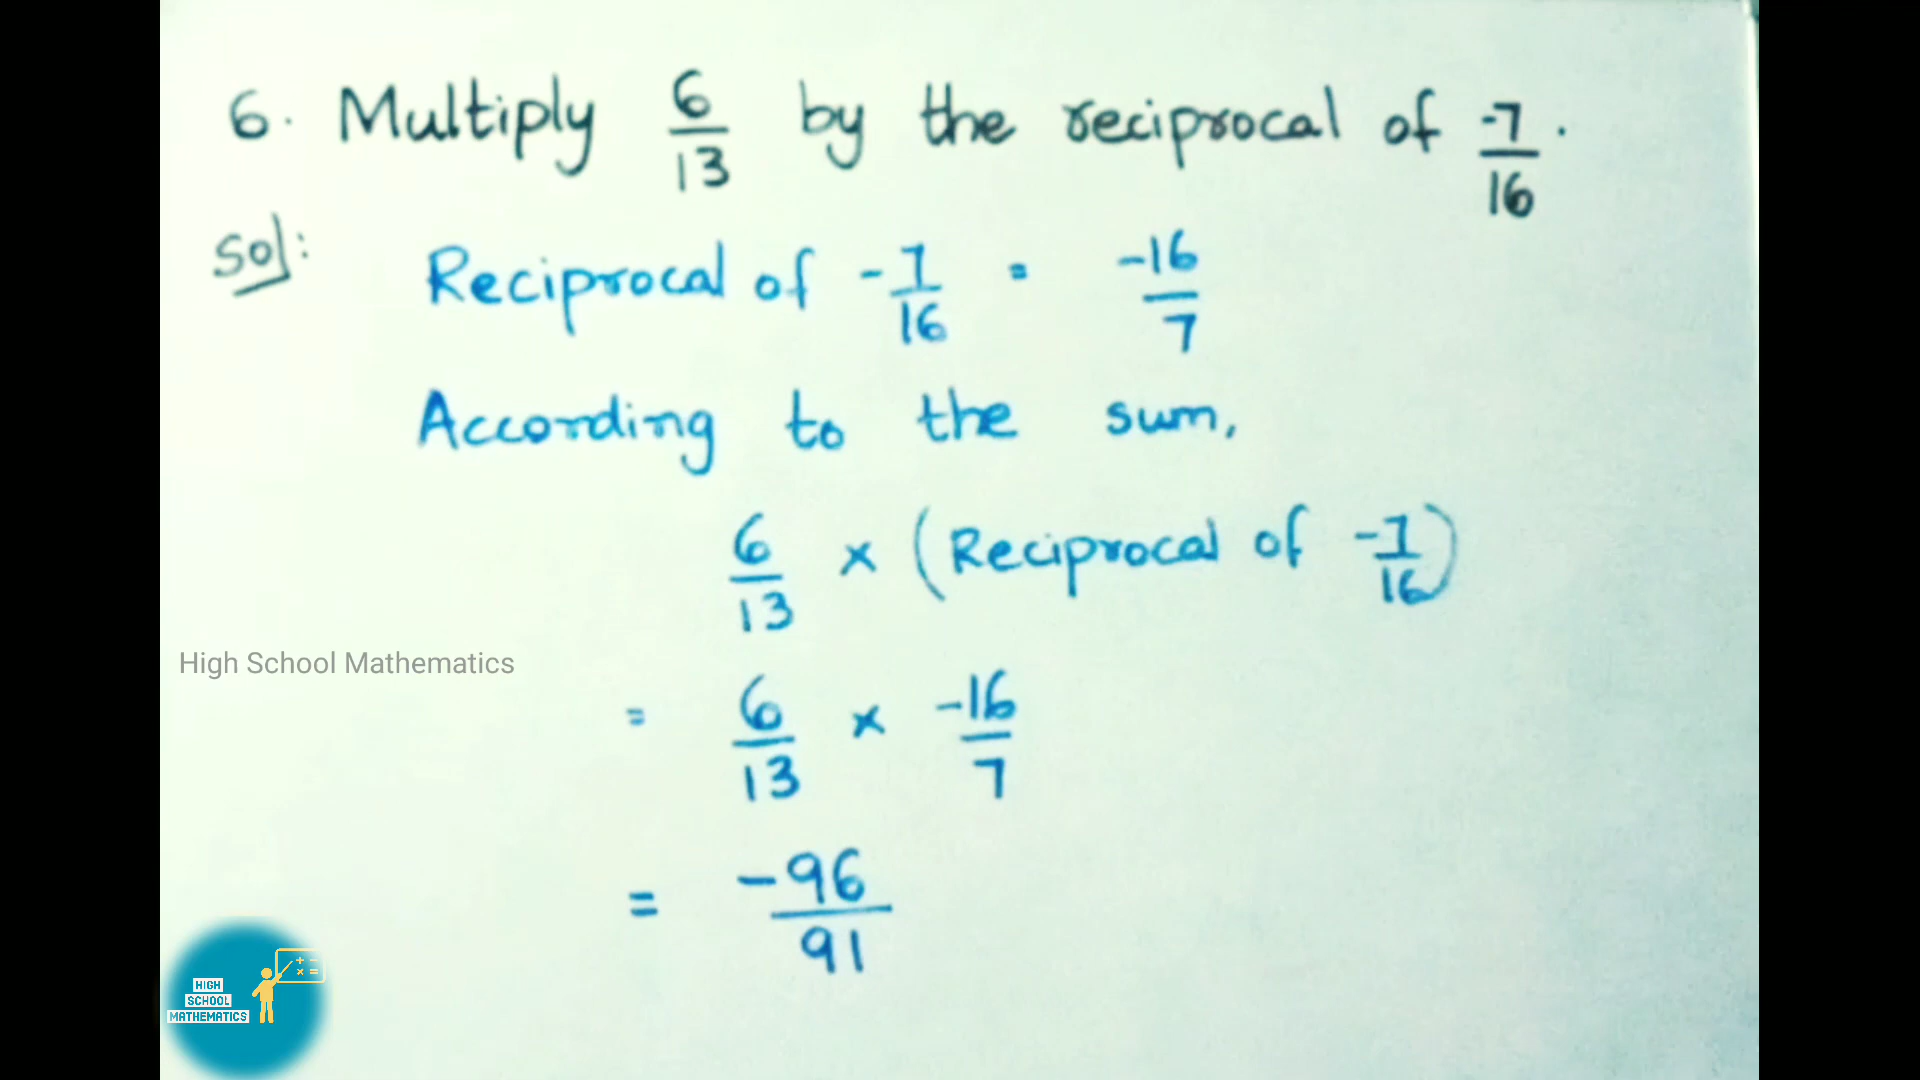 6. Multiply 6/13 by the reciprocal of -7/16.
Sol:
Reciprocal of -7/16 = -16/7
According to the sum,
6/13 x (Reciprocal of -7/16)
High School Mathematics
= 6/13 x -16/7
= -96/91
HIGH
SCHOOL
MATHEMATICS
+ -
x =